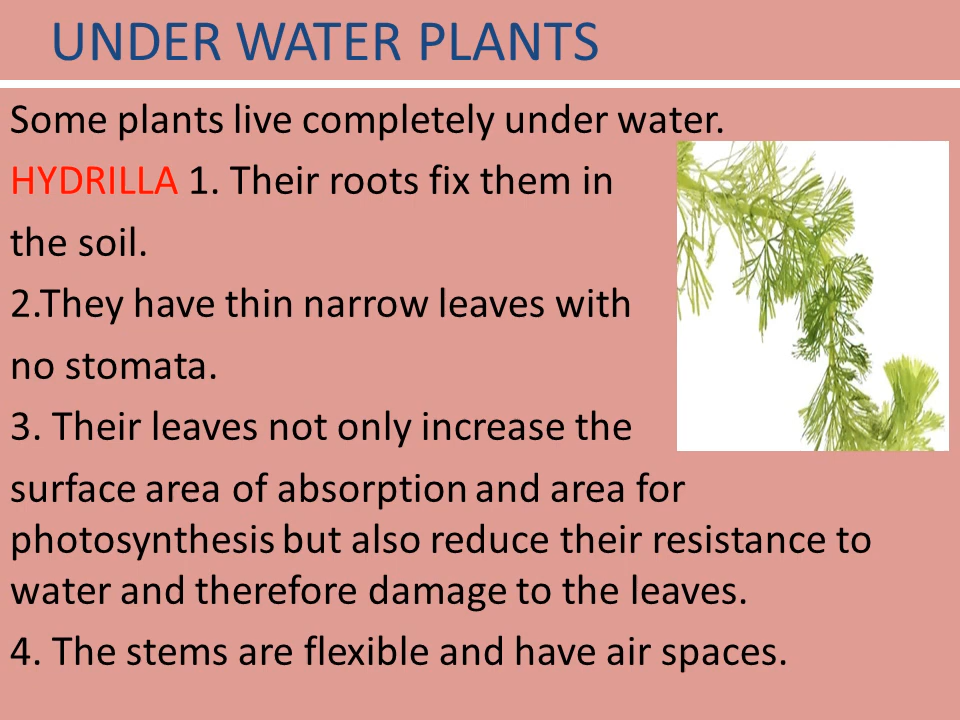 UNDER WATER PLANTS
Some plants live completely under water.
HYDRILLA 1. Their roots fix them in
the soil.
2.They have thin narrow leaves with
no stomata.
3. Their leaves not only increase the
surface area of absorption and area for
photosynthesis but also reduce their resistance to
water and therefore damage to the leaves.
4. The stems are flexible and have air spaces.